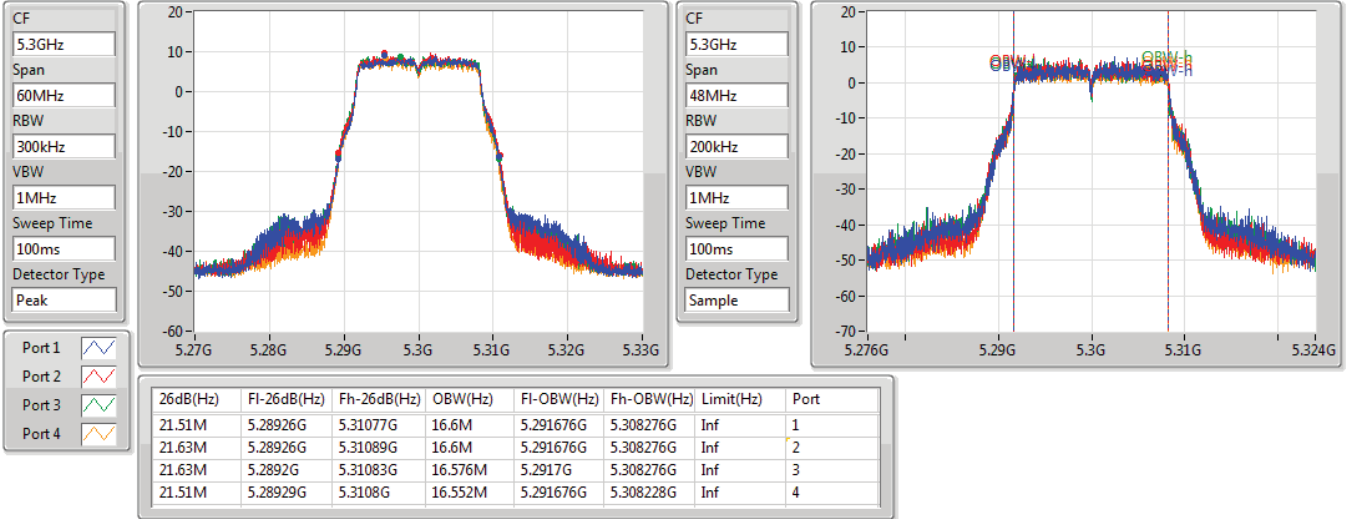 CF
5.3GHz
Span
60MHz
RBW
300kHz
VBW
1MHz
Sweep Time
100ms
Detector Type
Peak
20
10
0
-10
-20
-30
-40
-50
-60
5.27G 5.28G 5.29G 5.3G 5.31G 5.32G 5.33G
CF
5.3GHz
Span
48MHz
RBW
200kHz
VBW
1MHz
Sweep Time
100ms
Detector Type
Sample
20
10
0
-10
-20
-30
-40
-50
-60
-70
OBW-h
5.276G 5.29G 5.3G 5.31G 5.324G
Port 1
Port 2
Port 3
Port 4
26dB(Hz) Fl-26dB(Hz) Fh-26dB(Hz) OBW(Hz) Fl-OBW(Hz) Fh-OBW(Hz) Limit(Hz) Port
21.51M 5.28926G 5.31077G 16.6M 5.291676G 5.308276G Inf 1
21.63M 5.28926G 5.31089G 16.6M 5.291676G 5.308276G Inf 2
21.63M 5.2892G 5.31083G 16.576M 5.2917G 5.308276G Inf 3
21.51M 5.28929G 5.3108G 16.552M 5.291676G 5.308228G Inf 4